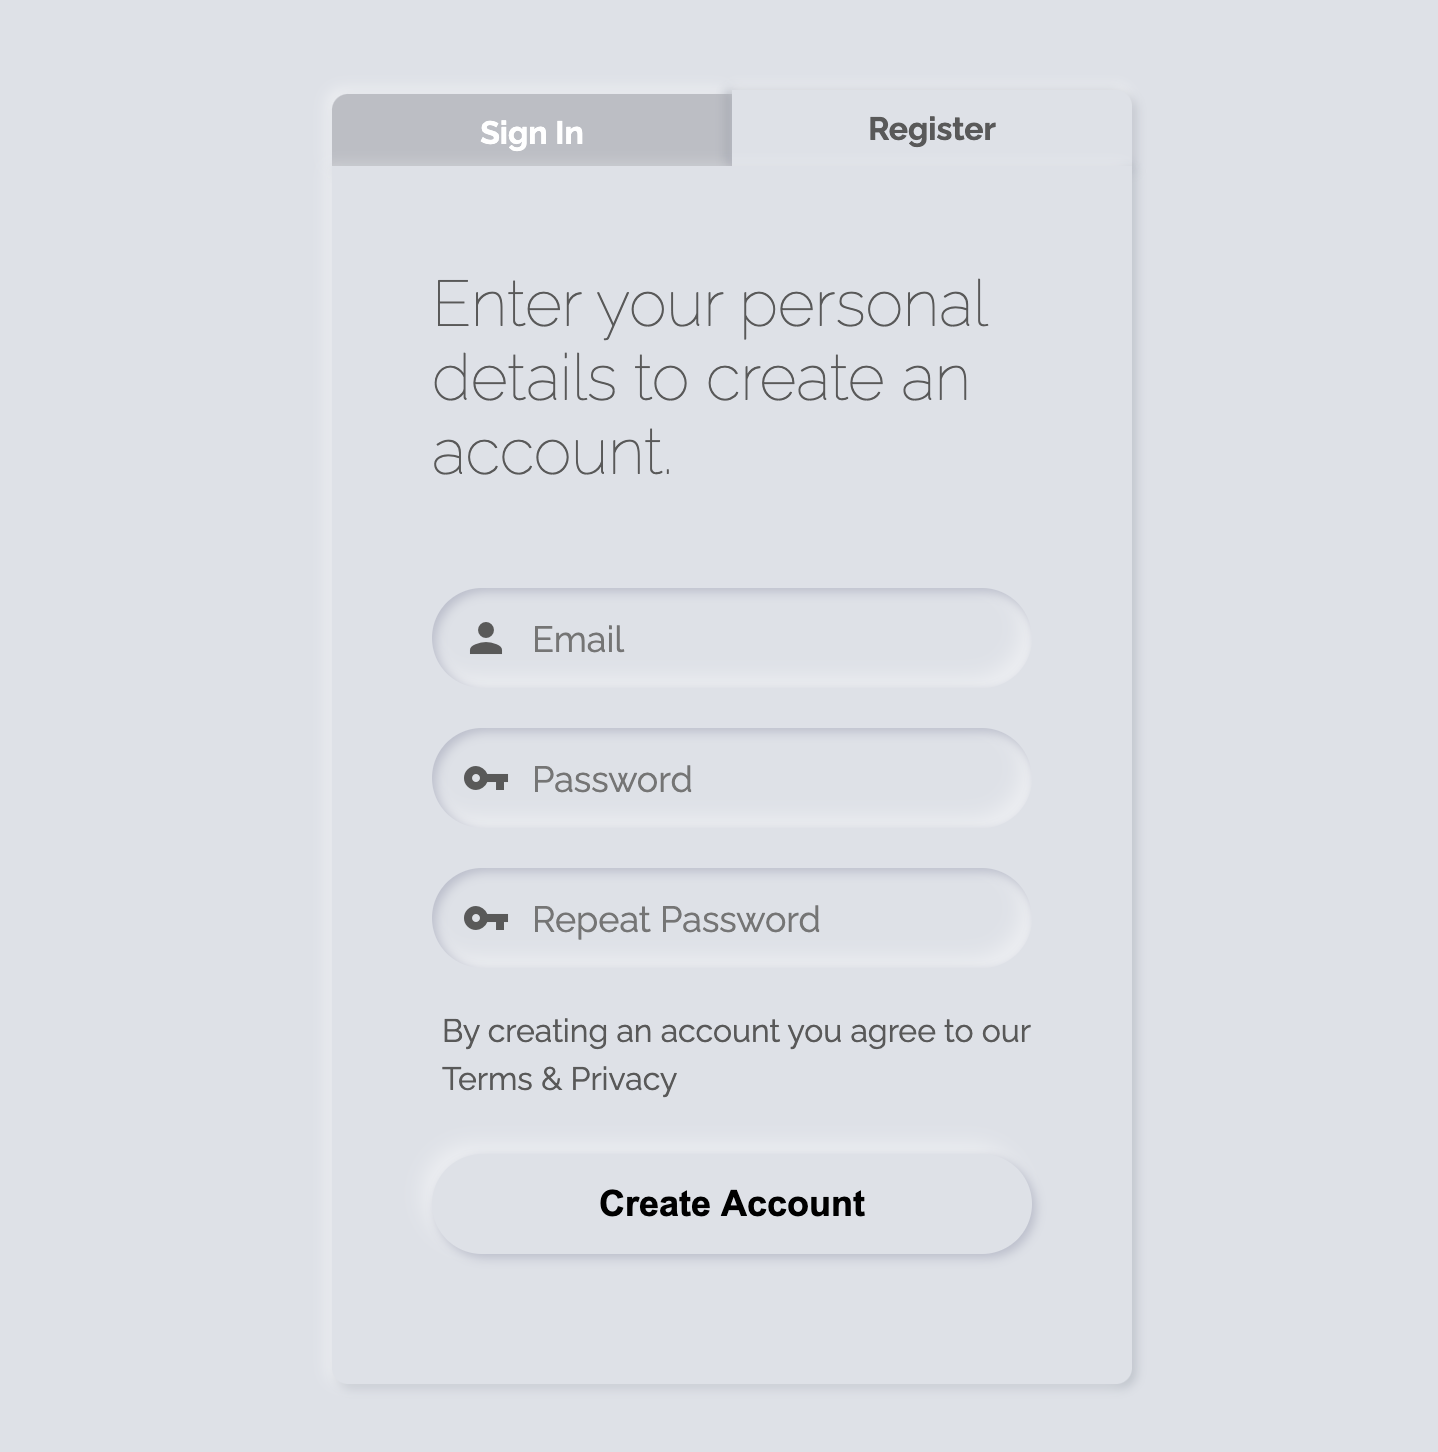 Sign In
Register
Enter your personal
details to create an
account.
Email
Password
Repeat Password
By creating an account you agree to our
Terms & Privacy
Create Account